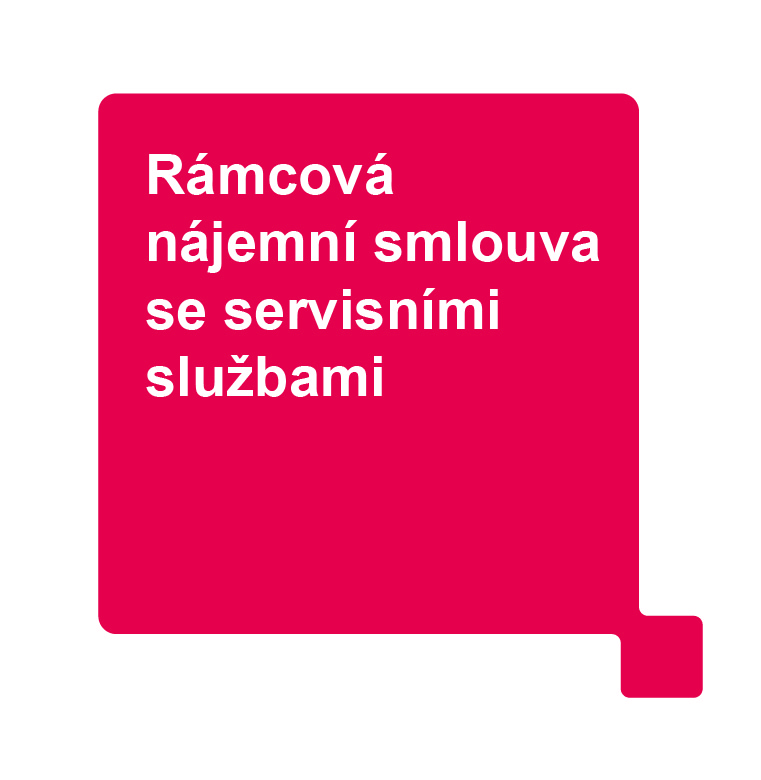 Rámcová
nájemní smlouva
se servisními
službami